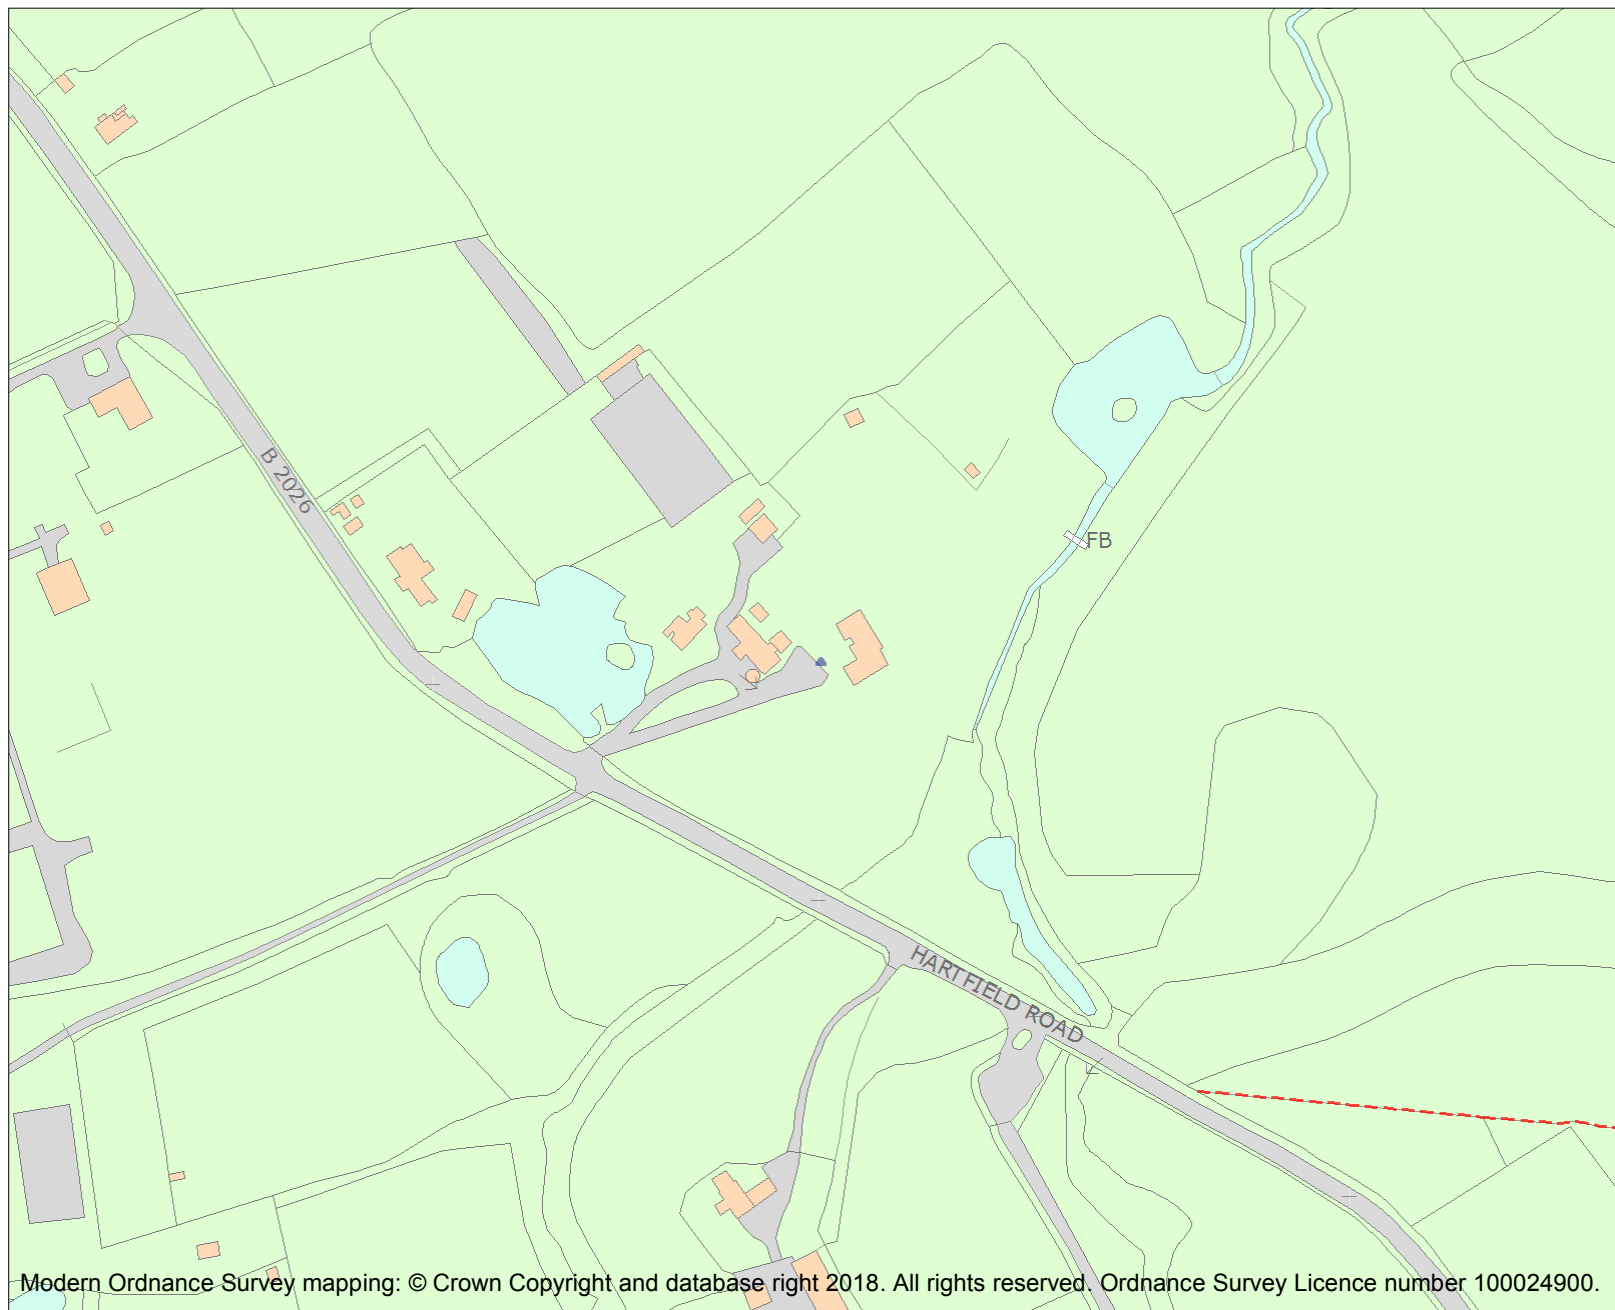 B 2026
FB
HARTFIELD ROAD
Modern Ordnance Survey mapping: © Crown Copyright and database right 2018. All rights reserved. Ordnance Survey Licence number 100024900.